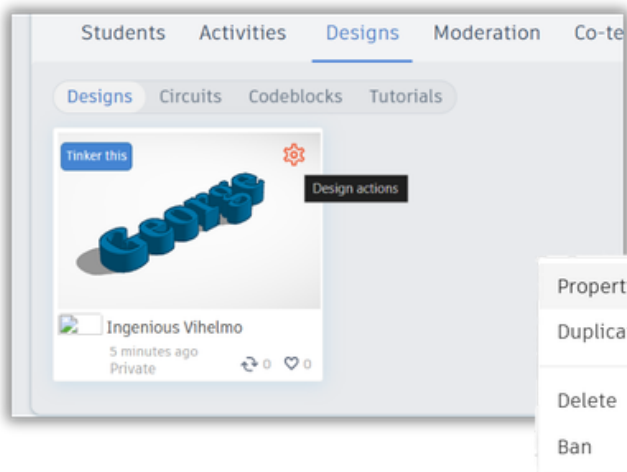 Students Activities Designs Moderation Co-te
Designs Circuits Codeblocks Tutorials
Tinker this
George
Design actions
Ingenious Vihelmo
5 minutes ago
Private
0 0
Propert
Duplica
Delete
Ban